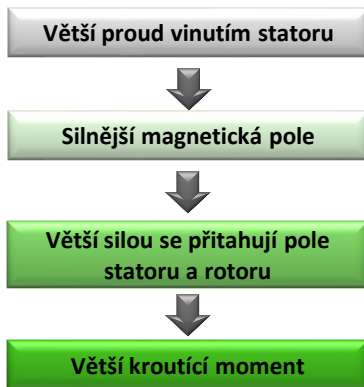 Větší proud vinutím statoru
Silnější magnetická pole
Větší silou se přitahují pole
statoru a rotoru
Větší kroutící moment